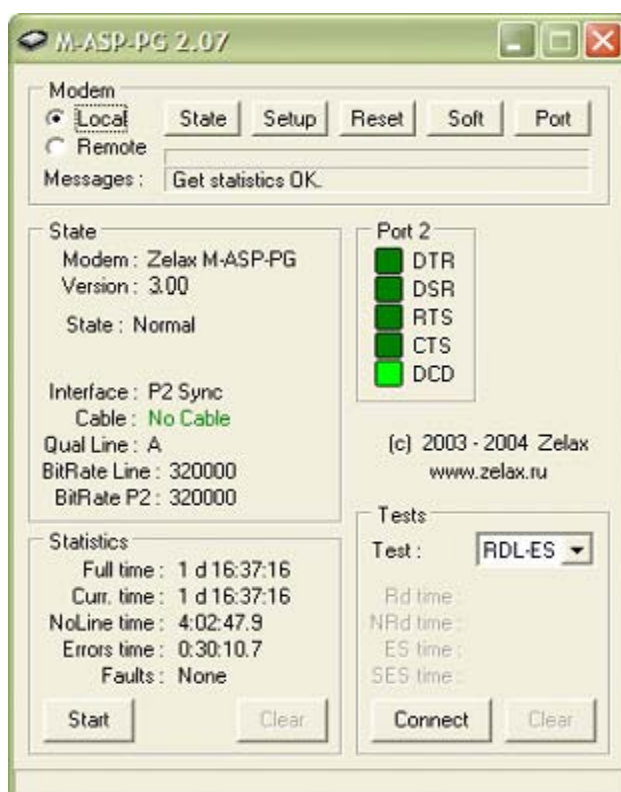 M-ASP-PG 2.07
Modem
Local State Setup Reset Soft Port
Remote
Messages : Get statistics OK.
State
Modem : Zelax M-ASP-PG
Version : 3.00
State : Normal
Interface : P2 Sync
Cable : No Cable
Qual Line : A
BitRate Line : 320000
BitRate P2 : 320000
Port 2
DTR
DSR
RTS
CTS
DCD
(c) 2003 - 2004 Zelax
www.zelax.ru
Statistics
Full time : 1 d 16:37:16
Curr. time : 1 d 16:37:16
NoLine time : 4:02:47.9
Errors time : 0:30:10.7
Faults : None
Start Clear
Tests
Test : RDL-ES
Rd time :
NRd time :
ES time :
SES time :
Connect Clear